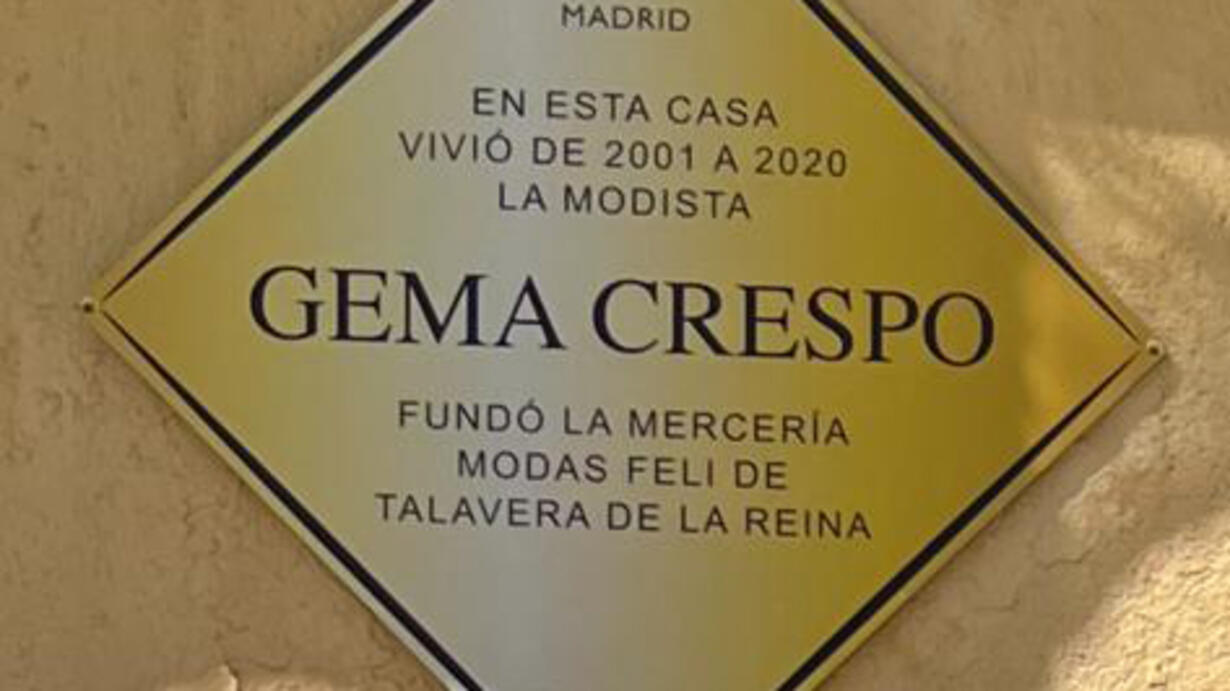 MADRID
EN ESTA CASA
VIVIÓ DE 2001 A 2020
LA MODISTA
GEMA CRESPO
FUNDÓ LA MERCERÍA
MODAS FELI DE
TALAVERA DE LA REINA